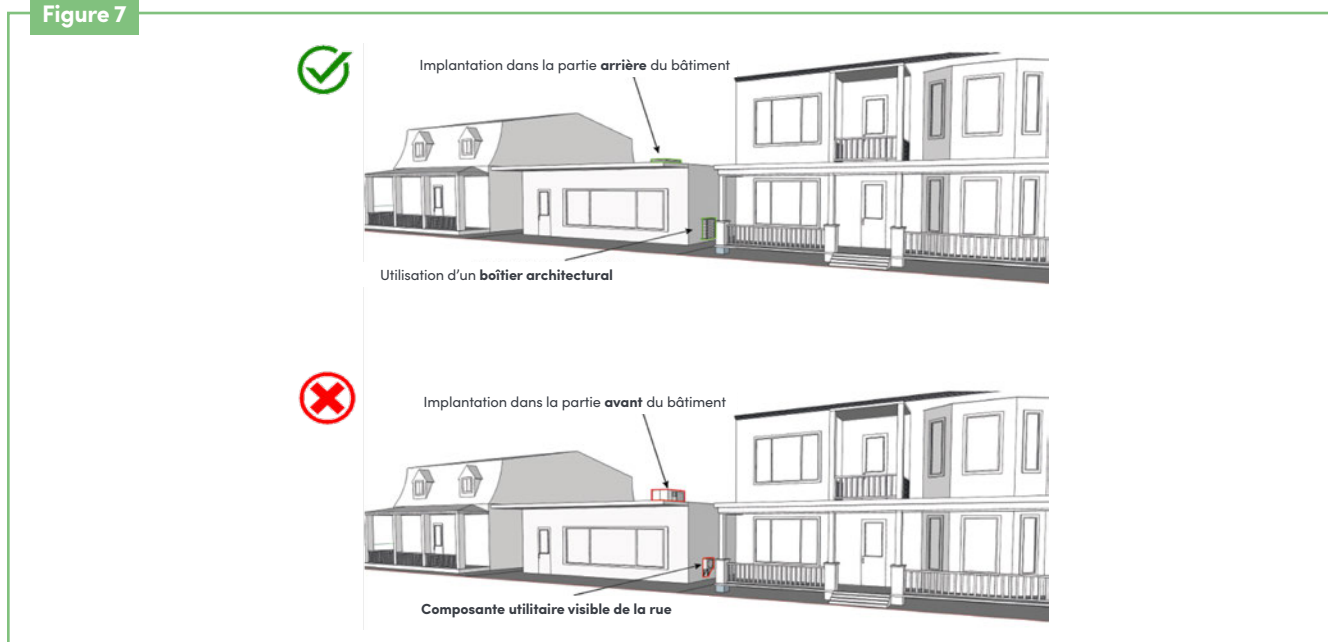 Figure 7
Implantation dans la partie arrière du bâtiment
Utilisation d'un boîtier architectural
Implantation dans la partie avant du bâtiment
Composante utilitaire visible de la rue